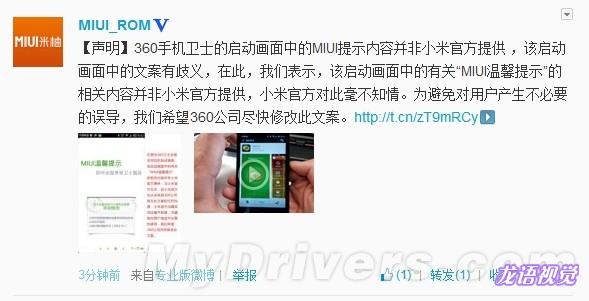 MIUI米柚
MIUI_ROM V
【声明】360手机卫士的启动画面中的MIUI提示内容并非小米官方提供，该启动
画面中的文案有歧义，在此，我们表示，该启动画面中的有关“MIUI温馨提示”的
相关内容并非小米官方提供，小米官方对此毫不知情。为避免对用户产生不必要
的误导，我们希望360公司尽快修改此文案。http://t.cn/zT9mRCy
MIUI温馨提示
MyDrivers.com
3分钟前 来自专业版微博 举报
(1) 转发(1) 收
龙语视觉